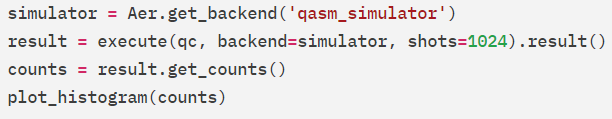 simulator = Aer.get_backend('qasm_simulator')
result = execute(qc, backend=simulator, shots=1024).result()
counts = result.get_counts()
plot_histogram(counts)